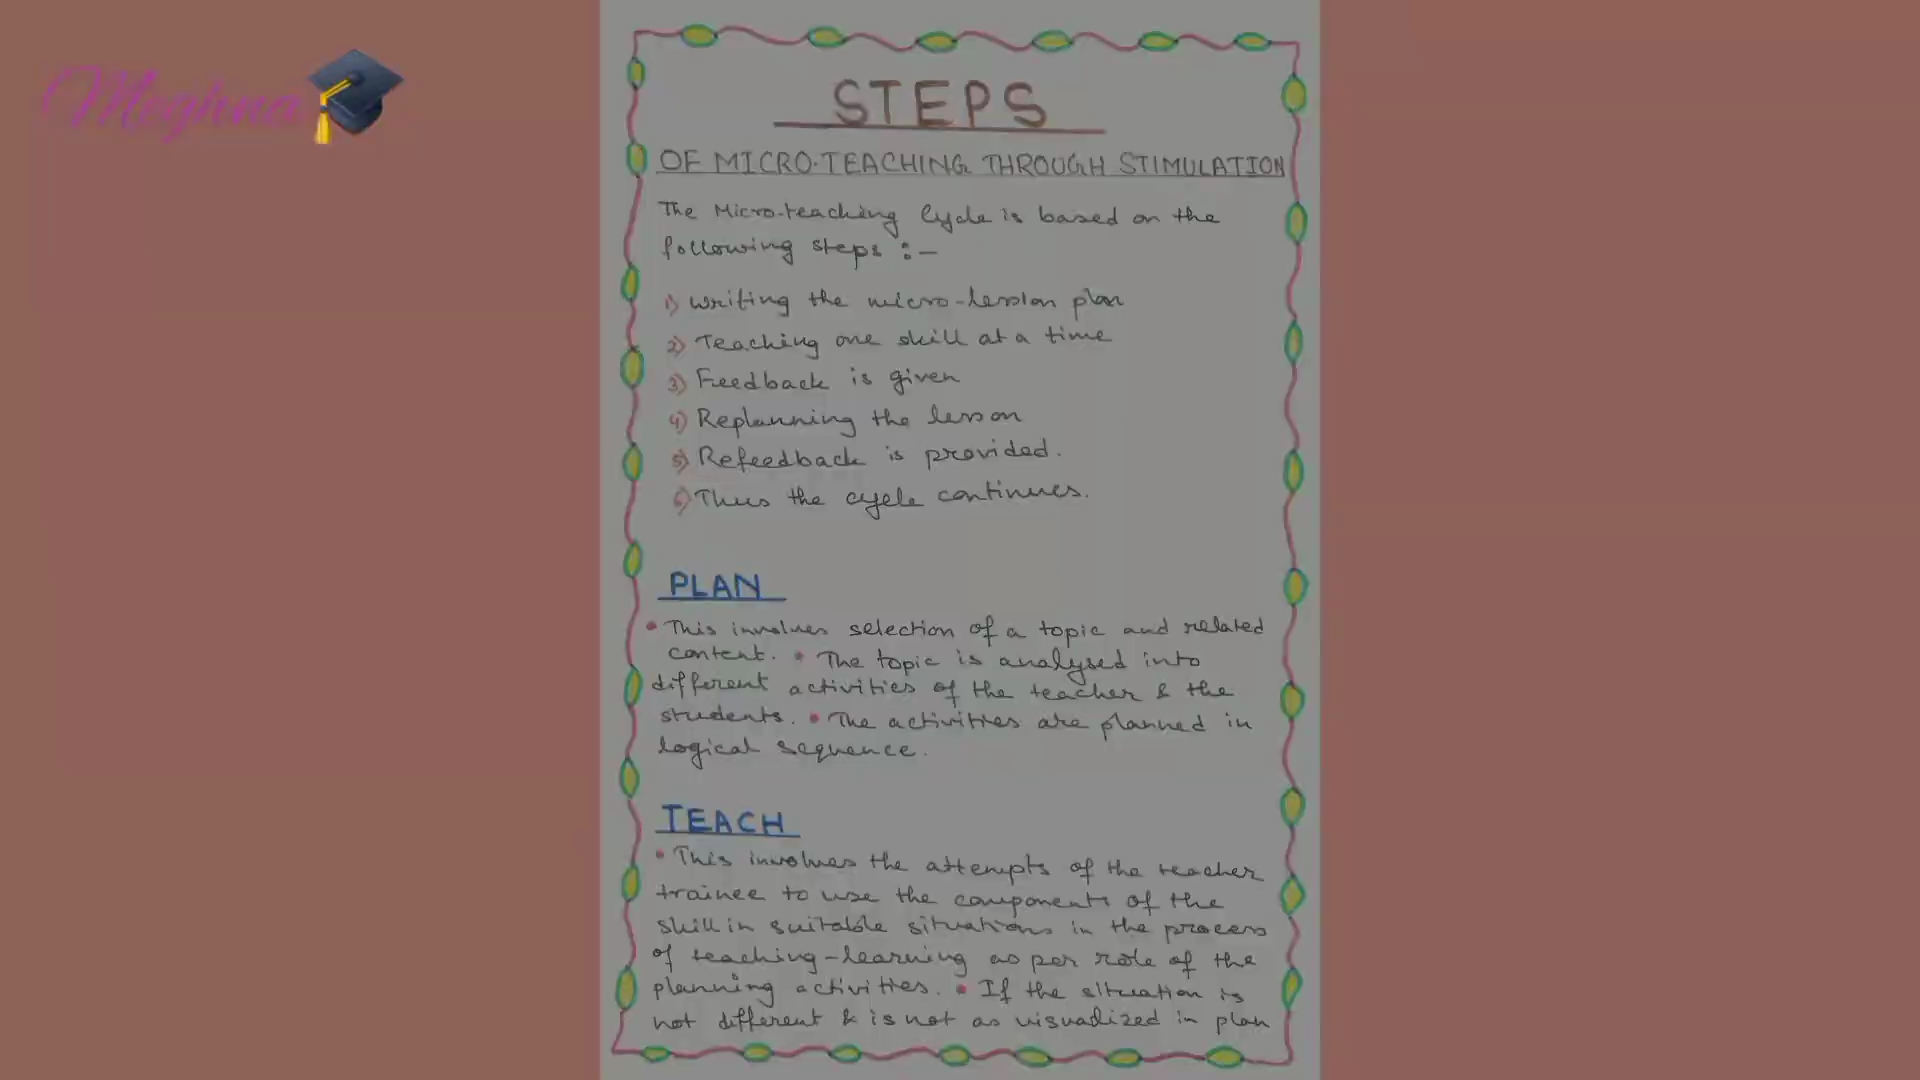 Meghna
STEPS
OF MICRO-TEACHING THROUGH STIMULATION
The Micro-teaching Cycle is based on the
following steps :-
1) Writing the micro-lession plan
2) Teaching one skill at a time
3) Feedback is given
4) Replanning the lesson
5) Refeedback is provided.
6) Thus the cycle continues.
PLAN
• This involves selection of a topic and related
content. • The topic is analysed into
different activities of the teacher & the
students. • The activities are planned in
logical sequence.
TEACH
• This involves the attempts of the teacher
trainee to use the components of the
skill in suitable situations in the process
of teaching-learning as per role of the
planning activities. • If the situation is
not different & is not as visualized in plan